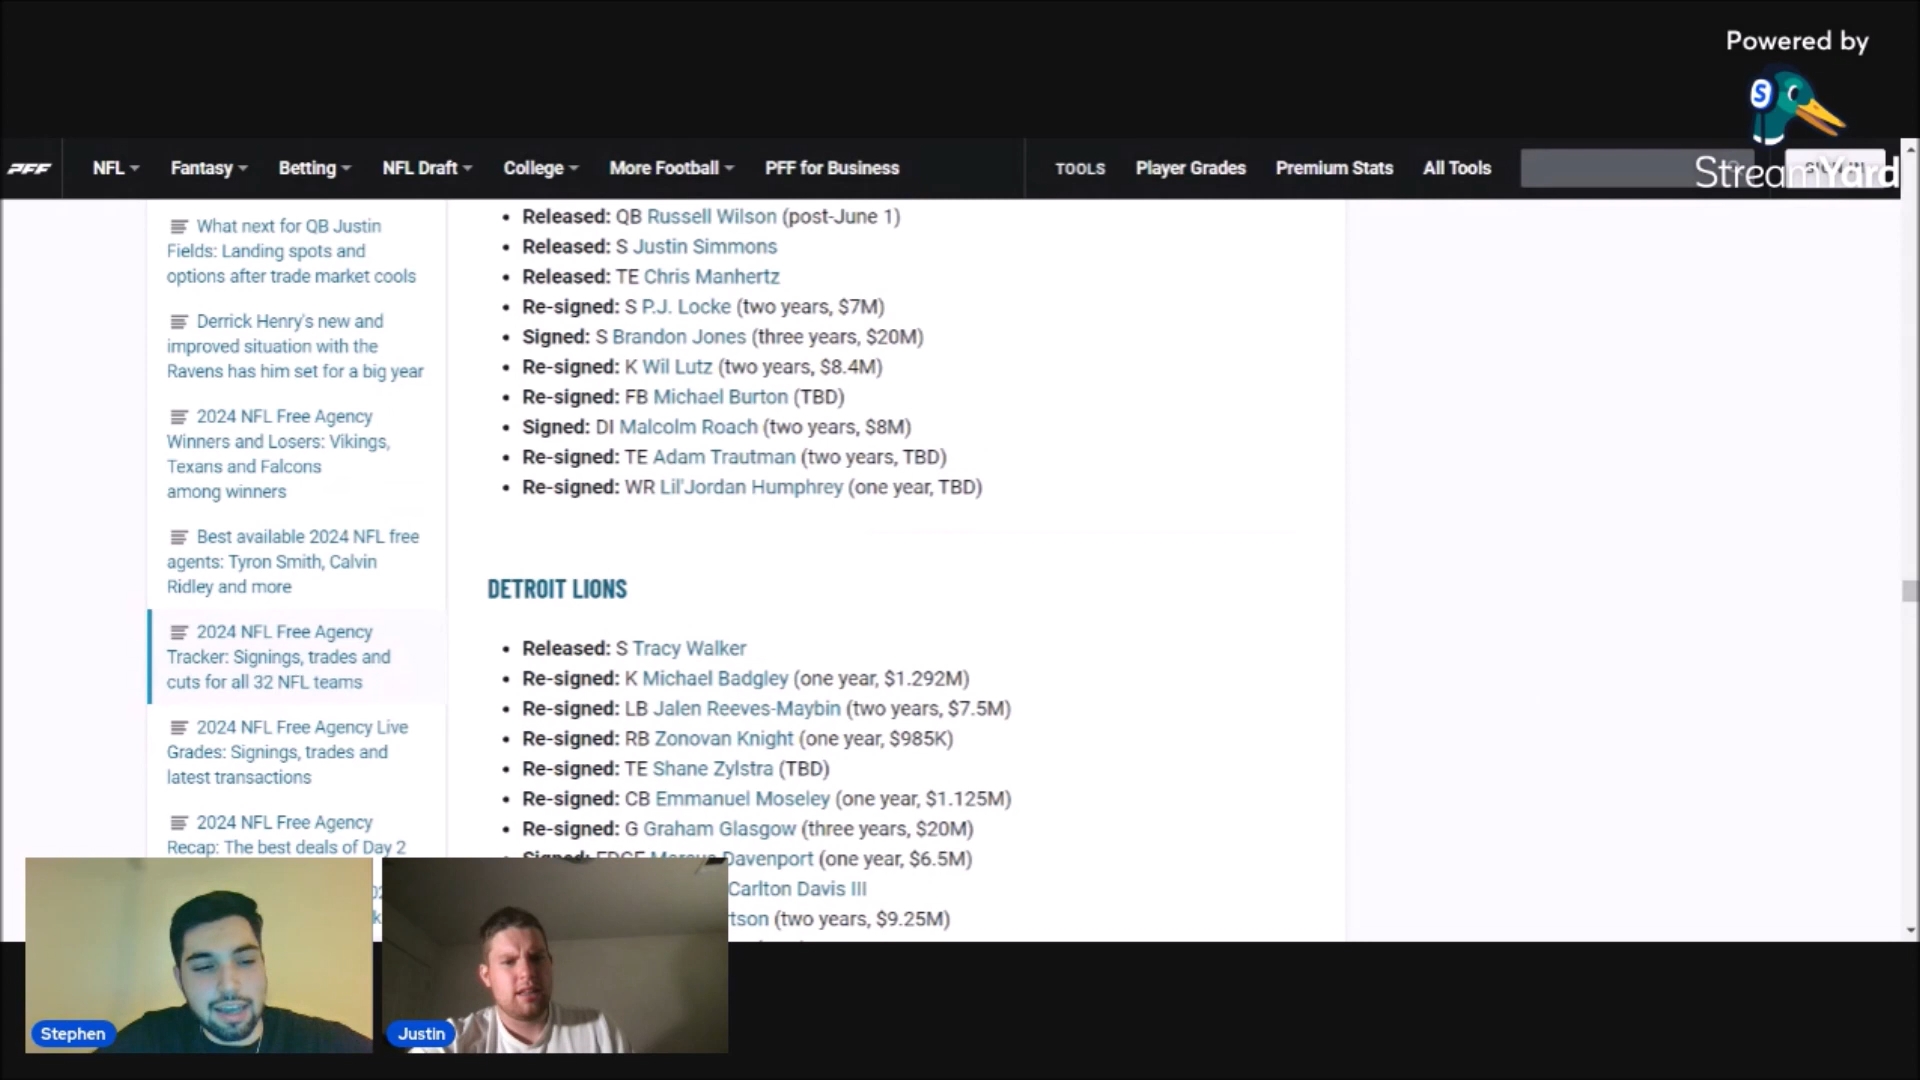 Powered by
S
StreamYard
PFF NFL Fantasy Betting NFL Draft College More Football PFF for Business TOOLS Player Grades Premium Stats All Tools
What next for QB Justin
Fields: Landing spots and
options after trade market cools
Derrick Henry's new and
improved situation with the
Ravens has him set for a big year
2024 NFL Free Agency
Winners and Losers: Vikings,
Texans and Falcons
among winners
Best available 2024 NFL free
agents: Tyron Smith, Calvin
Ridley and more
2024 NFL Free Agency
Tracker: Signings, trades and
cuts for all 32 NFL teams
2024 NFL Free Agency Live
Grades: Signings, trades and
latest transactions
2024 NFL Free Agency
Recap: The best deals of Day 2
Released: QB Russell Wilson (post-June 1)
Released: S Justin Simmons
Released: TE Chris Manhertz
Re-signed: S P.J. Locke (two years, $7M)
Signed: S Brandon Jones (three years, $20M)
Re-signed: K Wil Lutz (two years, $8.4M)
Re-signed: FB Michael Burton (TBD)
Signed: DI Malcolm Roach (two years, $8M)
Re-signed: TE Adam Trautman (two years, TBD)
Re-signed: WR Lil'Jordan Humphrey (one year, TBD)
DETROIT LIONS
Released: S Tracy Walker
Re-signed: K Michael Badgley (one year, $1.292M)
Re-signed: LB Jalen Reeves-Maybin (two years, $7.5M)
Re-signed: RB Zonovan Knight (one year, $985K)
Re-signed: TE Shane Zylstra (TBD)
Re-signed: CB Emmanuel Moseley (one year, $1.125M)
Re-signed: G Graham Glasgow (three years, $20M)
Signed: EDGE Marcus Davenport (one year, $6.5M)
Carlton Davis III
rtson (two years, $9.25M)
Stephen
Justin